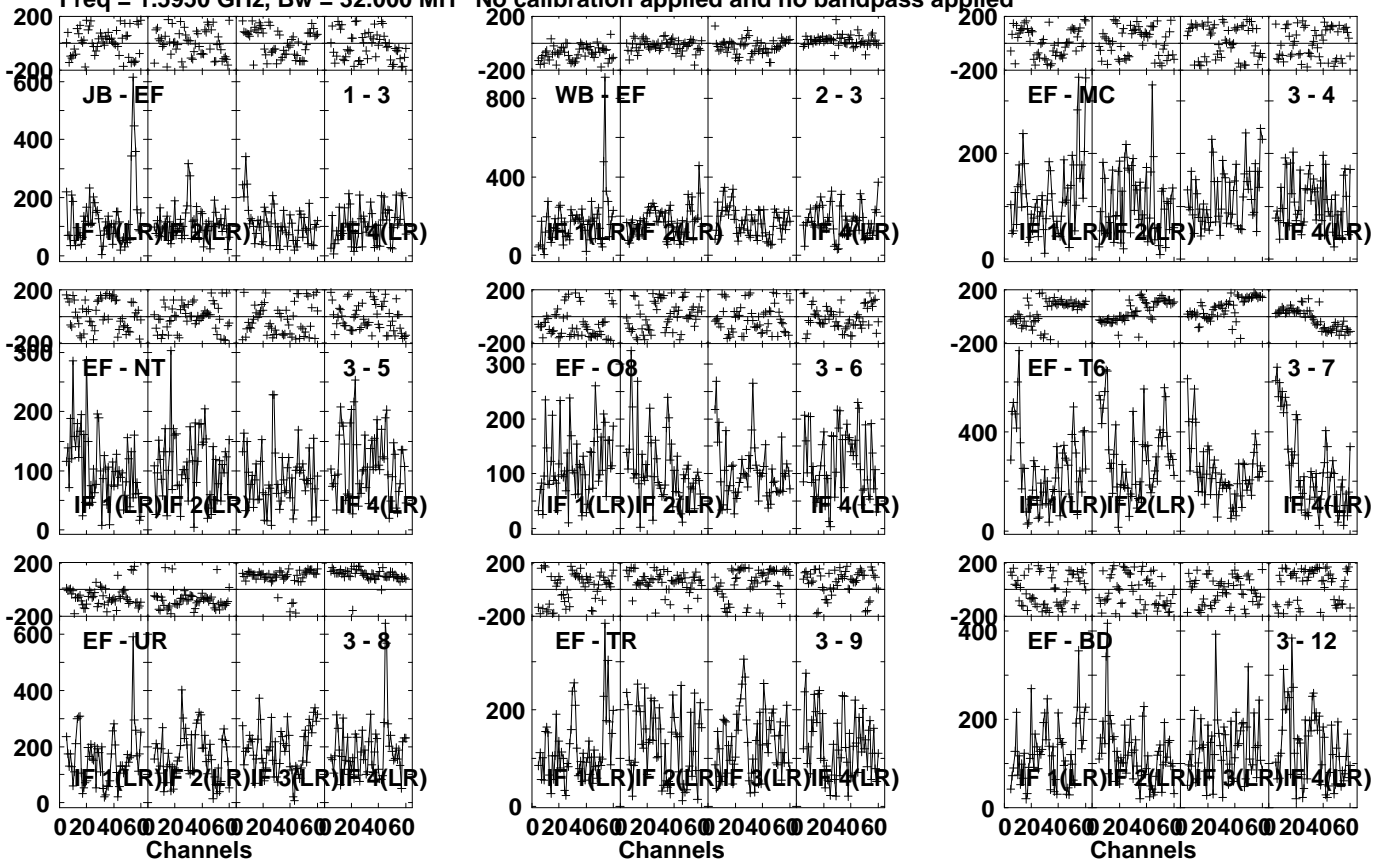 Freq = 1.5950 GHz, Bw = 32.000 MH No calibration applied and no bandpass applied
200
-200
600
400
200
0
JB - EF 1 - 3
IF 1(LR) IF 2(LR) IF 4(LR)
200
-200
800
400
0
WB - EF 2 - 3
IF 1(LR) IF 2(LR) IF 4(LR)
200
-200
200
0
EF - MC 3 - 4
IF 1(LR) IF 2(LR) IF 4(LR)
200
-200
300
200
100
0
EF - NT 3 - 5
IF 1(LR) IF 2(LR) IF 4(LR)
200
-200
300
200
100
0
EF - O8 3 - 6
IF 1(LR) IF 2(LR) IF 4(LR)
200
-200
400
0
EF - T6 3 - 7
IF 1(LR) IF 2(LR) IF 4(LR)
200
-200
600
400
200
0
EF - UR 3 - 8
IF 1(LR) IF 2(LR) IF 3(LR) IF 4(LR)
0 20 40 60 0 20 40 60 0 20 40 60 0 20 40 60
Channels
200
-200
200
0
EF - TR 3 - 9
IF 1(LR) IF 2(LR) IF 3(LR) IF 4(LR)
0 20 40 60 0 20 40 60 0 20 40 60 0 20 40 60
Channels
200
-200
400
200
0
EF - BD 3 - 12
IF 1(LR) IF 2(LR) IF 3(LR) IF 4(LR)
0 20 40 60 0 20 40 60 0 20 40 60 0 20 40 60
Channels